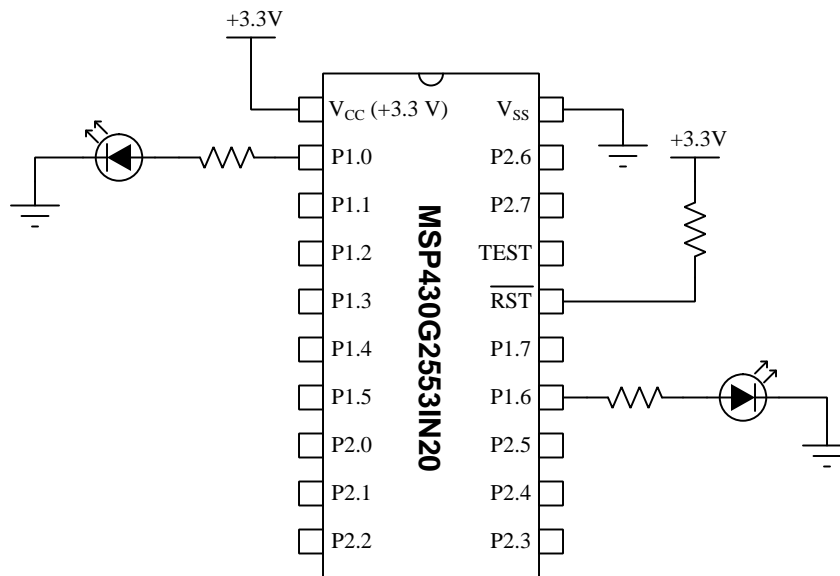 +3.3V
V_CC (+3.3 V)
V_SS
+3.3V
P1.0
P2.6
P1.1
P2.7
P1.2
TEST
P1.3
RST
P1.4
P1.7
P1.5
P1.6
P2.0
P2.5
P2.1
P2.4
P2.2
P2.3
MSP430G2553IN20